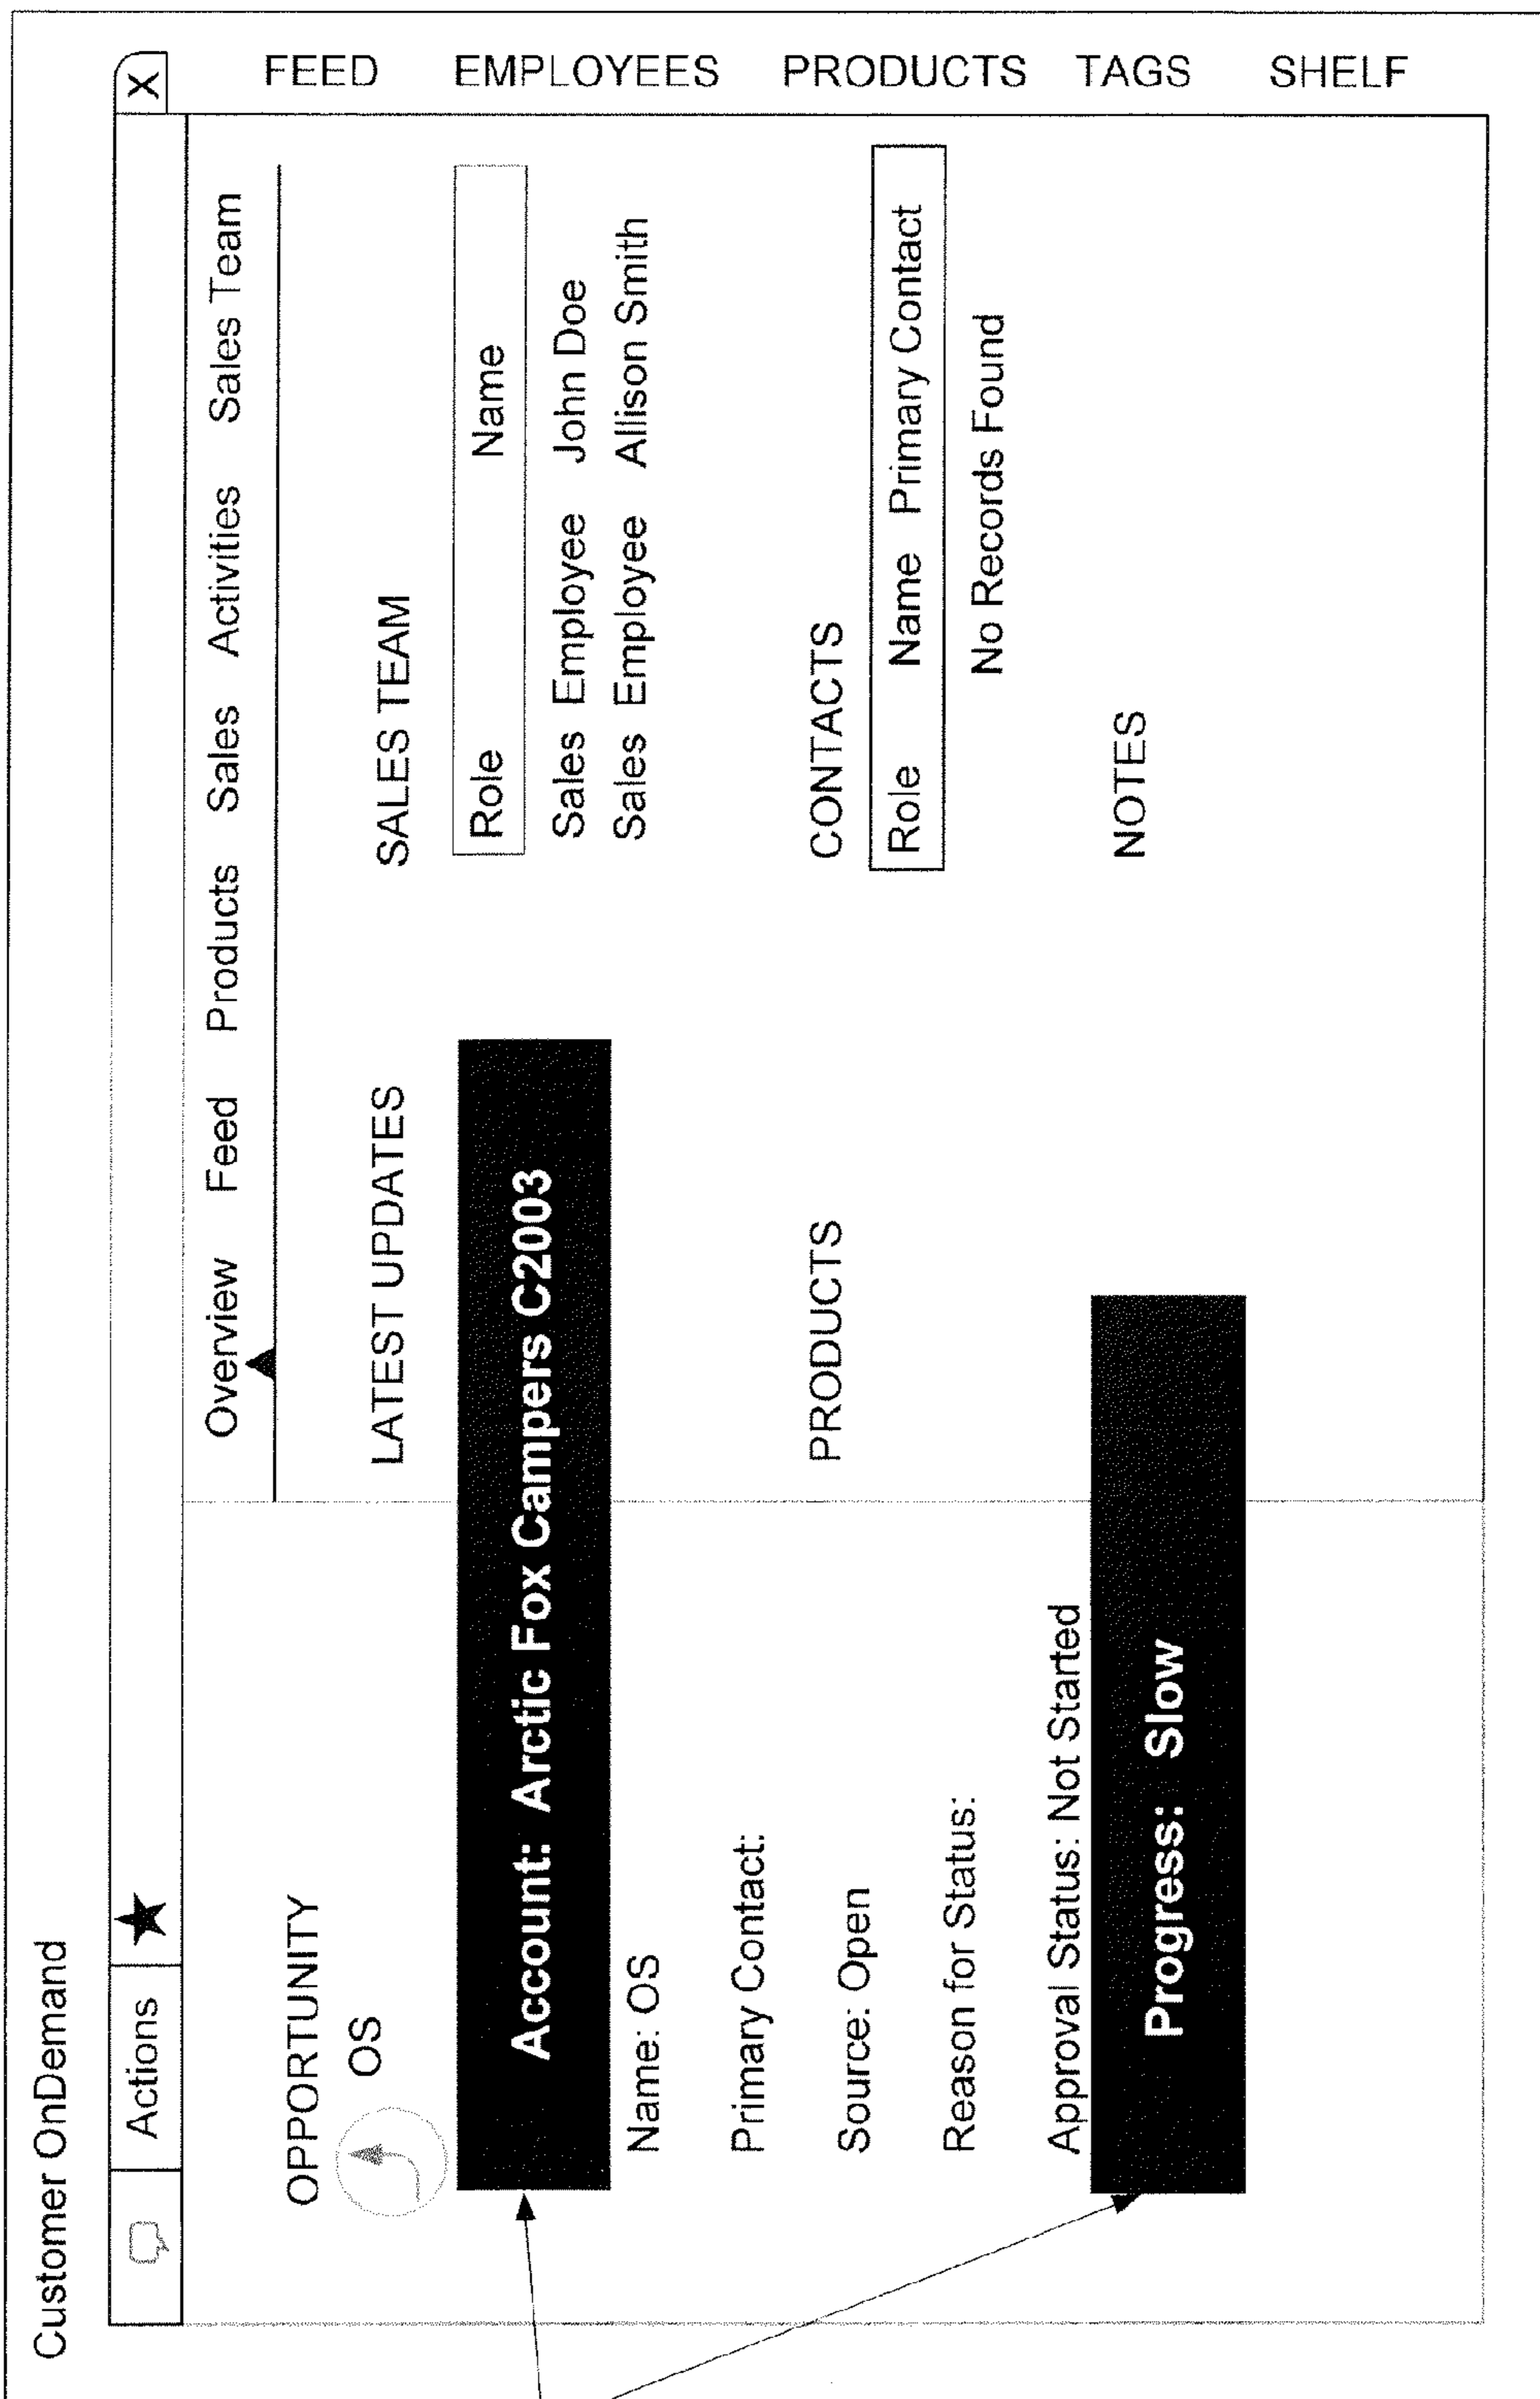 Customer OnDemand
Actions
X
Overview Feed Products Sales Activities Sales Team
FEED
EMPLOYEES
PRODUCTS
TAGS
SHELF
OPPORTUNITY
OS
Account: Arctic Fox Campers C2003
Name: OS
Primary Contact:
Source: Open
Reason for Status:
Approval Status: Not Started
Progress: Slow
LATEST UPDATES
PRODUCTS
SALES TEAM
Role Name
Sales Employee John Doe
Sales Employee Allison Smith
CONTACTS
Role Name Primary Contact
No Records Found
NOTES